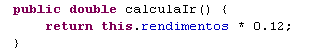 public double calculaIr() {
return this.rendimentos * 0.12;
}